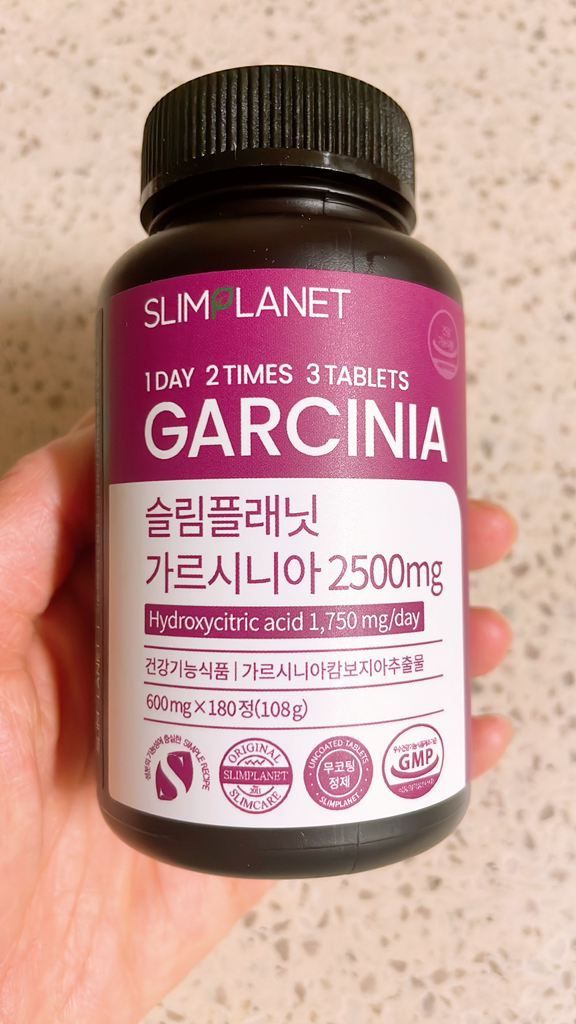 SLIMPLANET
1 DAY 2 TIMES 3 TABLETS
GARCINIA
슬림플래닛
가르시니아 2500mg
Hydroxycitric acid 1,750 mg/day
건강기능식품 | 가르시니아캄보지아추출물
600mg×180정(108g)
SIMPLE RECIPE
ORIGINAL
SLIMPLANET
SLIMCARE
UNCOATED TABLETS
무코팅
정제
SLIMPLANET
GMP